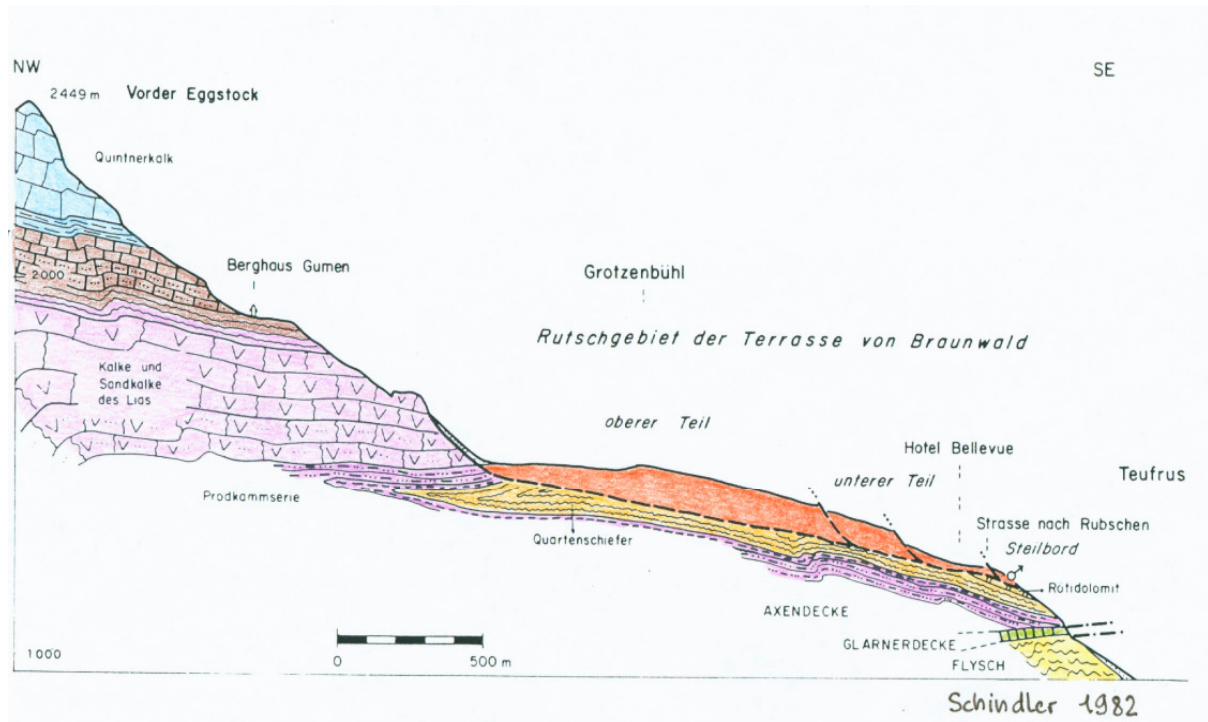 NW
SE
2449 m Vorder Eggstock
Quintnerkalk
Berghaus Gumen
2000
Grotzenbühl
Rutschgebiet der Terrasse von Braunwald
Kalke und
Sandkalke
des Lias
oberer Teil
Hotel Bellevue
Teufrus
unterer Teil
Prodkammserie
Strasse nach Rubschen
Quartenschiefer
Steilbord
Rötidolomit
AXENDECKE
GLARNERDECKE
FLYSCH
1000
0 500 m
Schindler 1982